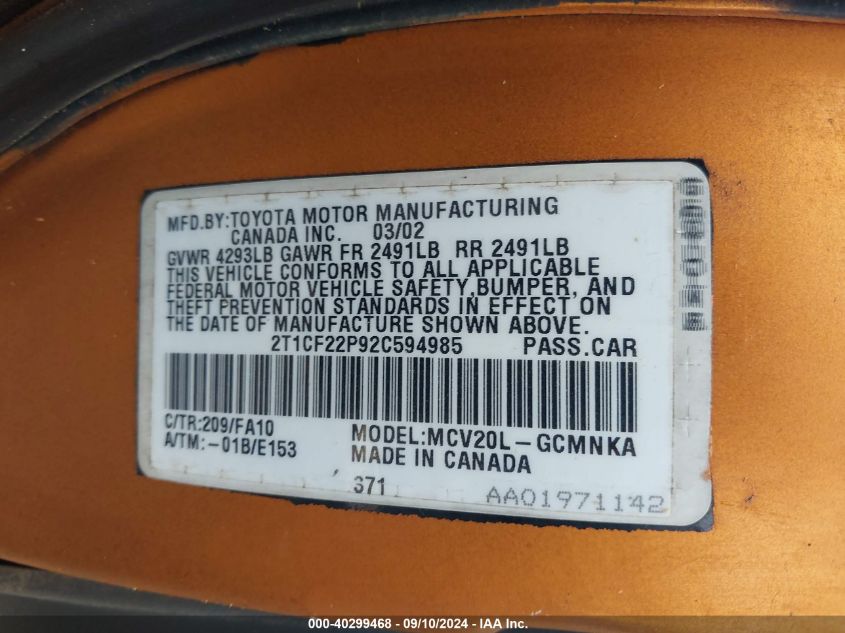 MFD.BY:TOYOTA MOTOR MANUFACTURING
CANADA INC. 03/02
GVWR 4293LB GAWR FR 2491LB RR 2491LB
THIS VEHICLE CONFORMS TO ALL APPLICABLE
FEDERAL MOTOR VEHICLE SAFETY,BUMPER, AND
THEFT PREVENTION STANDARDS IN EFFECT ON
THE DATE OF MANUFACTURE SHOWN ABOVE.
2T1CF22P92C594985 PASS.CAR
C/TR:209/FA10
A/TM:-01B/E153
MODEL:MCV20L-GCMNKA
MADE IN CANADA
371
AA01971142
000-40299468 - 09/10/2024 - IAA Inc.